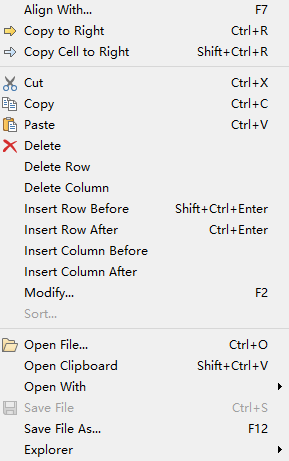 Align With... F7
Copy to Right Ctrl+R
Copy Cell to Right Shift+Ctrl+R
Cut Ctrl+X
Copy Ctrl+C
Paste Ctrl+V
Delete
Delete Row
Delete Column
Insert Row Before Shift+Ctrl+Enter
Insert Row After Ctrl+Enter
Insert Column Before
Insert Column After
Modify... F2
Sort...
Open File... Ctrl+O
Open Clipboard Shift+Ctrl+V
Open With
Save File Ctrl+S
Save File As... F12
Explorer